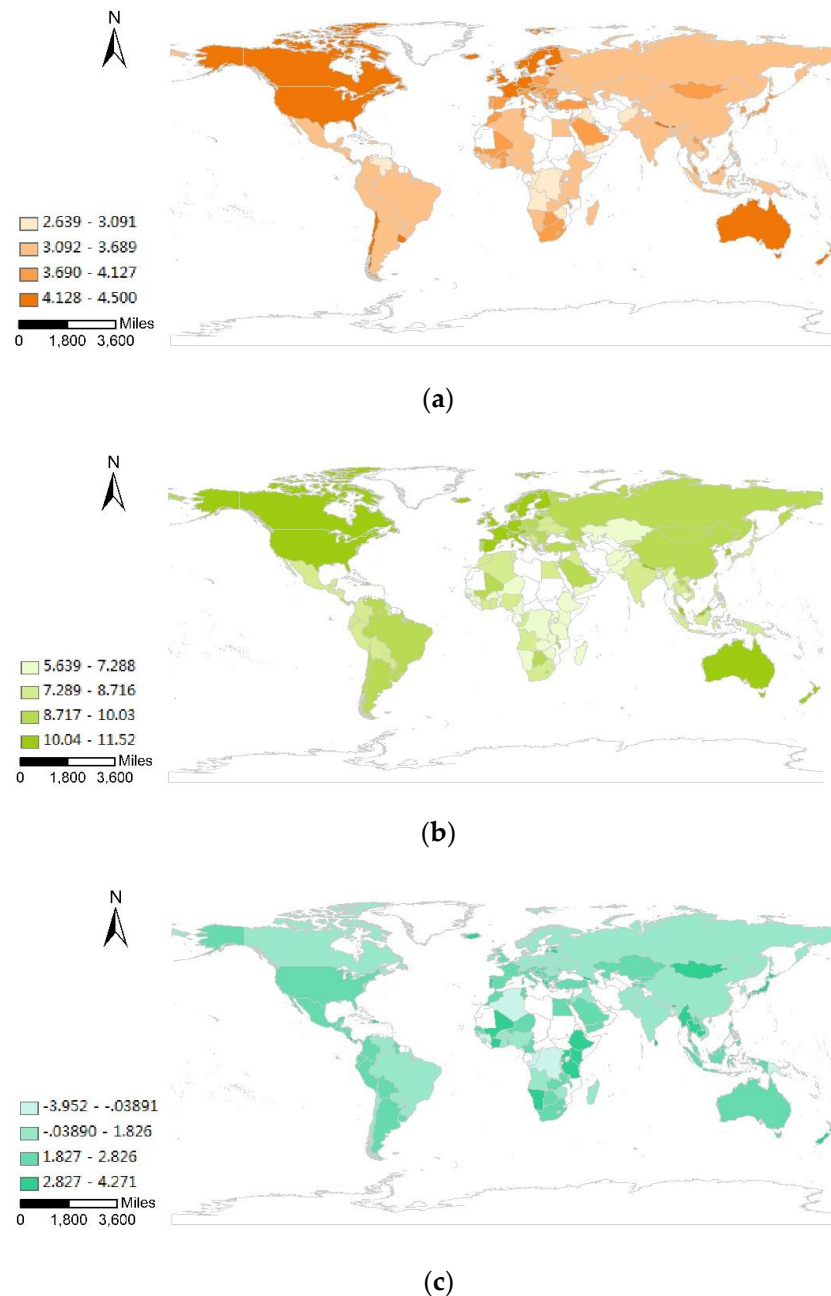 N
2.639 - 3.091
3.092 - 3.689
3.690 - 4.127
4.128 - 4.500
Miles
0 1,800 3,600
(a)
N
5.639 - 7.288
7.289 - 8.716
8.717 - 10.03
10.04 - 11.52
Miles
0 1,800 3,600
(b)
N
-3.952 - -.03891
-.03890 - 1.826
1.827 - 2.826
2.827 - 4.271
Miles
0 1,800 3,600
(c)